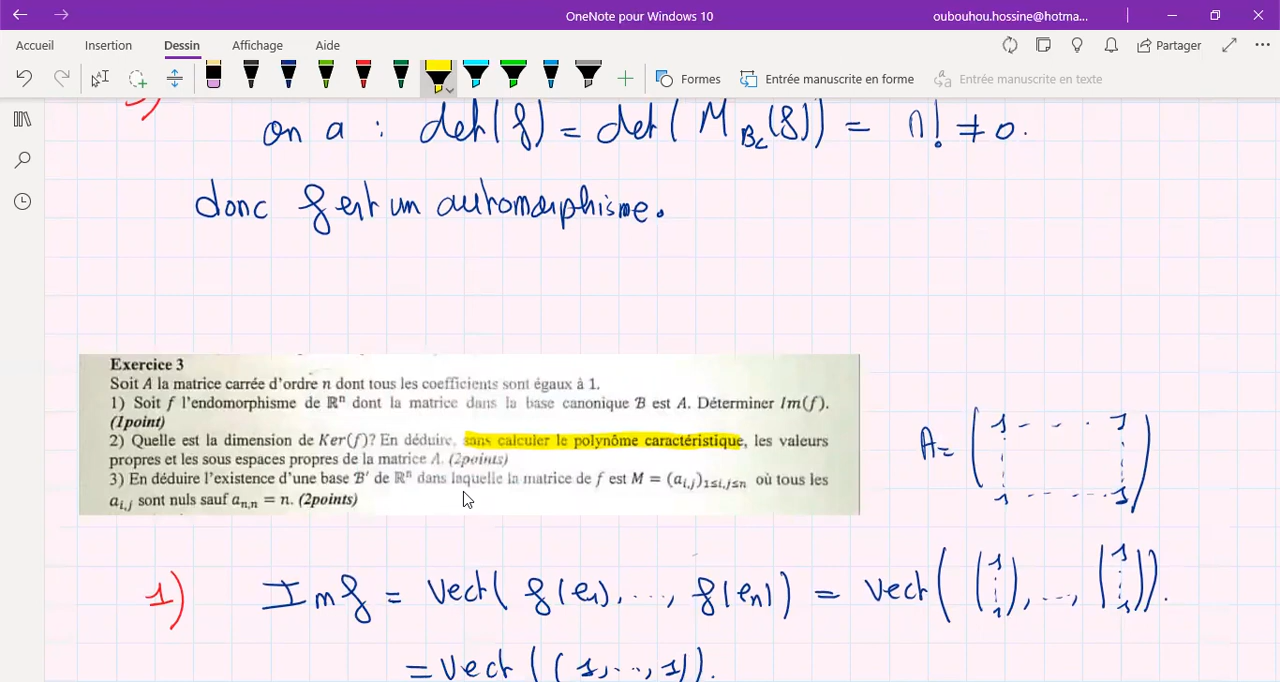 OneNote pour Windows 10
oubouhou.hossine@hotma...
Accueil Insertion Dessin Affichage Aide
Partager
Formes Entrée manuscrite en forme Entrée manuscrite en texte
on a : det(f) = det(M_Bc(f)) = n! ≠ 0.
donc f est un automorphisme.
Exercice 3
Soit A la matrice carrée d'ordre n dont tous les coefficients sont égaux à 1.
1) Soit f l'endomorphisme de ℝⁿ dont la matrice dans la base canonique B est A. Déterminer Im(f).
(1point)
2) Quelle est la dimension de Ker(f)? En déduire, sans calculer le polynôme caractéristique, les valeurs
propres et les sous espaces propres de la matrice A. (2points)
3) En déduire l'existence d'une base B' de ℝⁿ dans laquelle la matrice de f est M = (a_{i,j})_{1≤i,j≤n} où tous les
a_{i,j} sont nuls sauf a_{n,n} = n. (2points)
A = (1 - - - 1
1 - - - 1)
1) Im f = Vect(f(e1), ..., f(en)) = Vect((1 ⋮ 1), ..., (1 ⋮ 1)).
= Vect((1, ..., 1)).